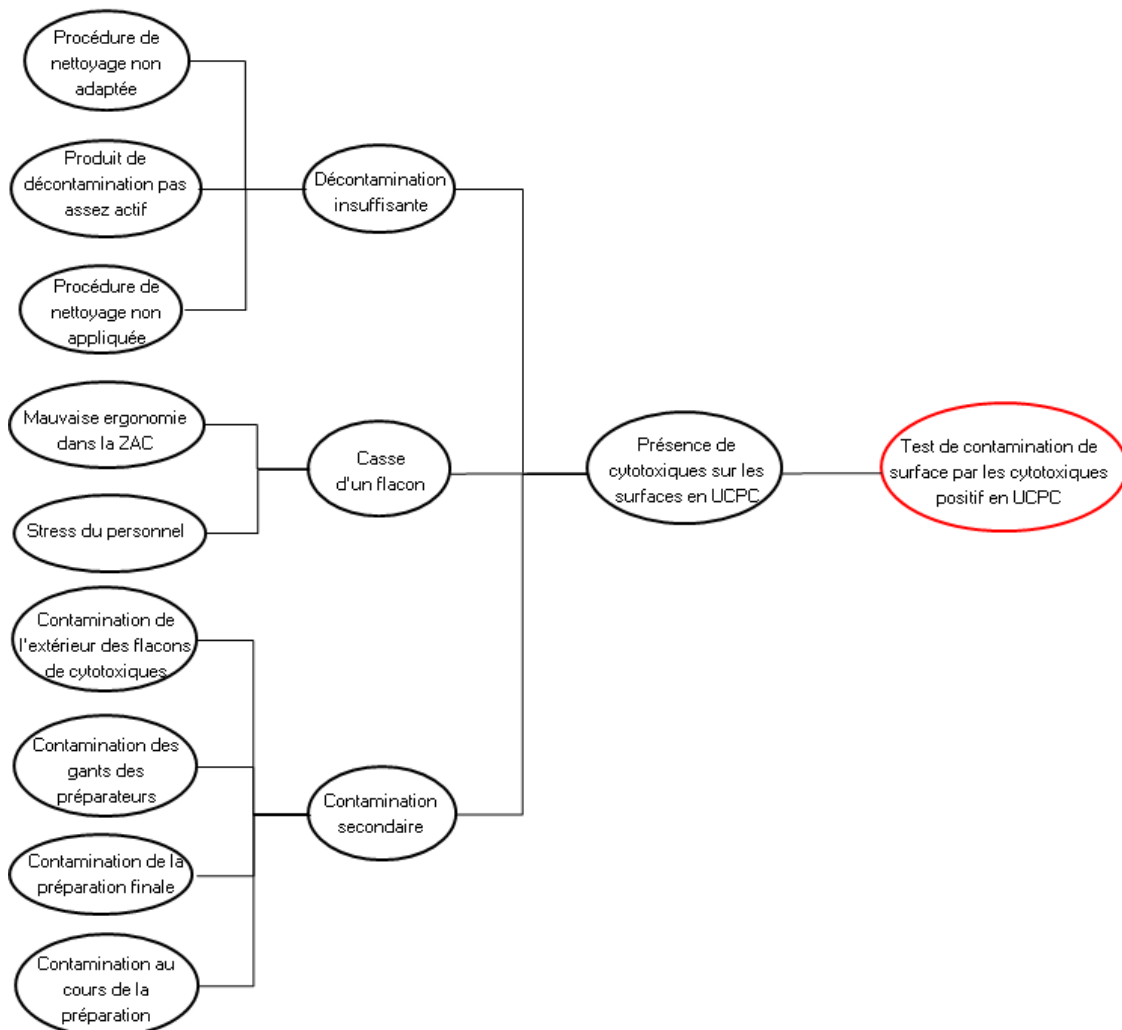 Procédure de
nettoyage non
adaptée
Produit de
décontamination pas
assez actif
Procédure de
nettoyage non
appliquée
Décontamination
insuffisante
Mauvaise ergonomie
dans la ZAC
Stress du personnel
Casse
d'un flacon
Contamination de
l'extérieur des flacons
de cytotoxiques
Contamination des
gants des
préparateurs
Contamination de la
préparation finale
Contamination au
cours de la
préparation
Contamination
secondaire
Présence de
cytotoxiques sur les
surfaces en UCPC
Test de contamination de
surface par les cytotoxiques
positif en UCPC